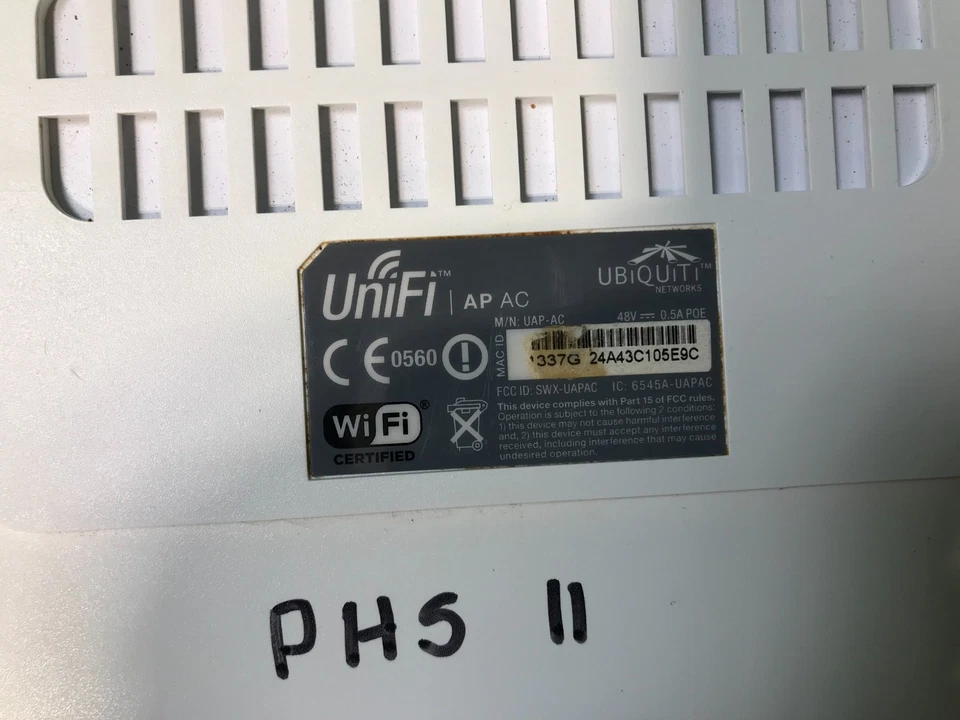 UniFi™ | AP AC
UBiQUiTi™
NETWORKS
M/N: UAP-AC 48V 0.5A POE
MAC ID
337G 24A43C105E9C
CE 0560
FCC ID: SWX-UAPAC IC: 6545A-UAPAC
This device complies with Part 15 of FCC rules.
Operation is subject to the following 2 conditions:
1) this device may not cause harmful interference
and, 2) this device must accept any interference
received, including interference that may cause
undesired operation.
Wi Fi®
CERTIFIED
PHS 11